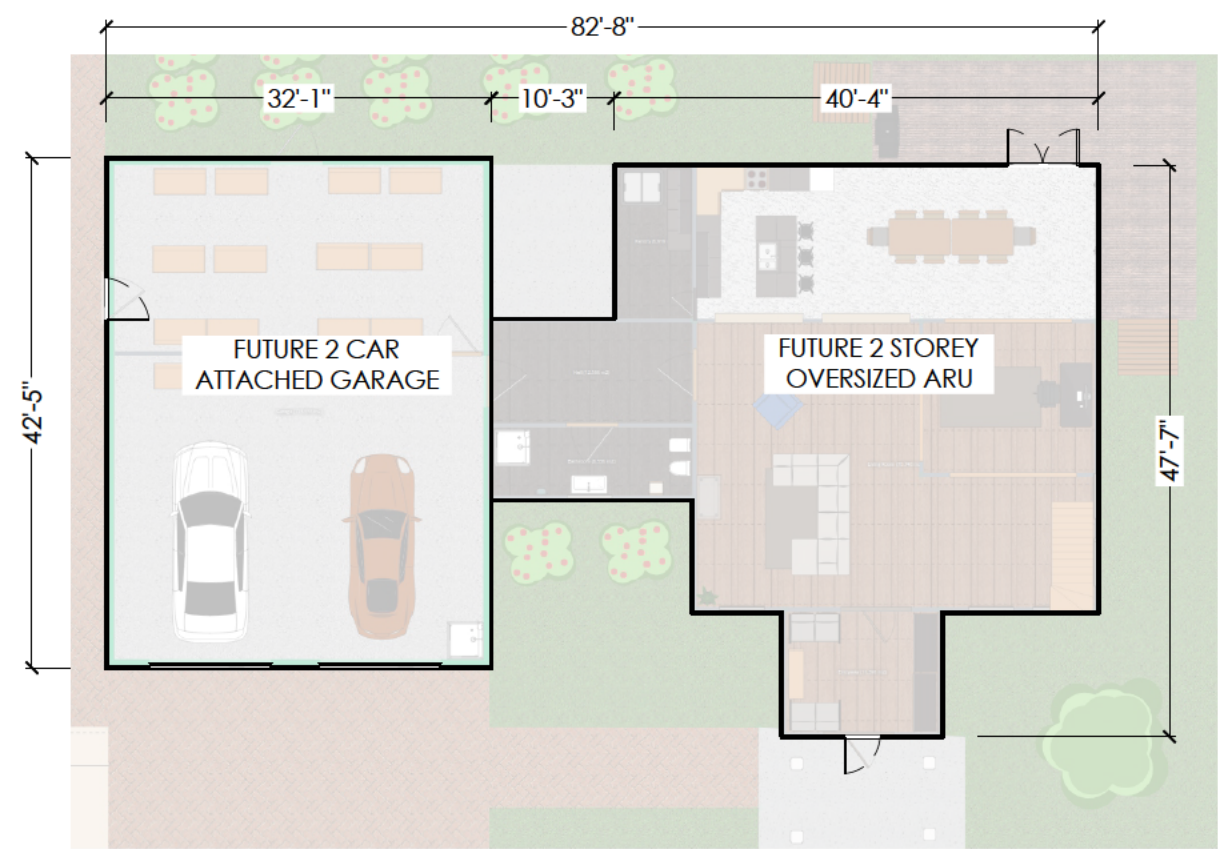 82'-8"
32'-1"
10'-3"
40'-4"
FUTURE 2 CAR
ATTACHED GARAGE
FUTURE 2 STOREY
OVERSIZED ARU
42'-5"
47'-7"